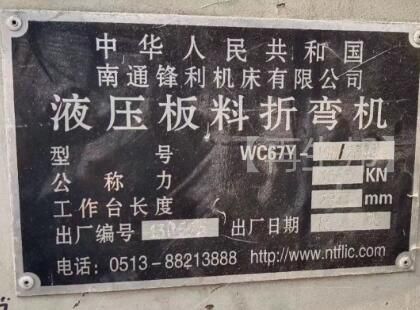 中华人民共和国
南通锋利机床有限公司
液压板料折弯机
型号 WC67Y- /
公称力 KN
工作台长度 mm
出厂编号 出厂日期
电话：0513-88213888 http://www.ntflic.com